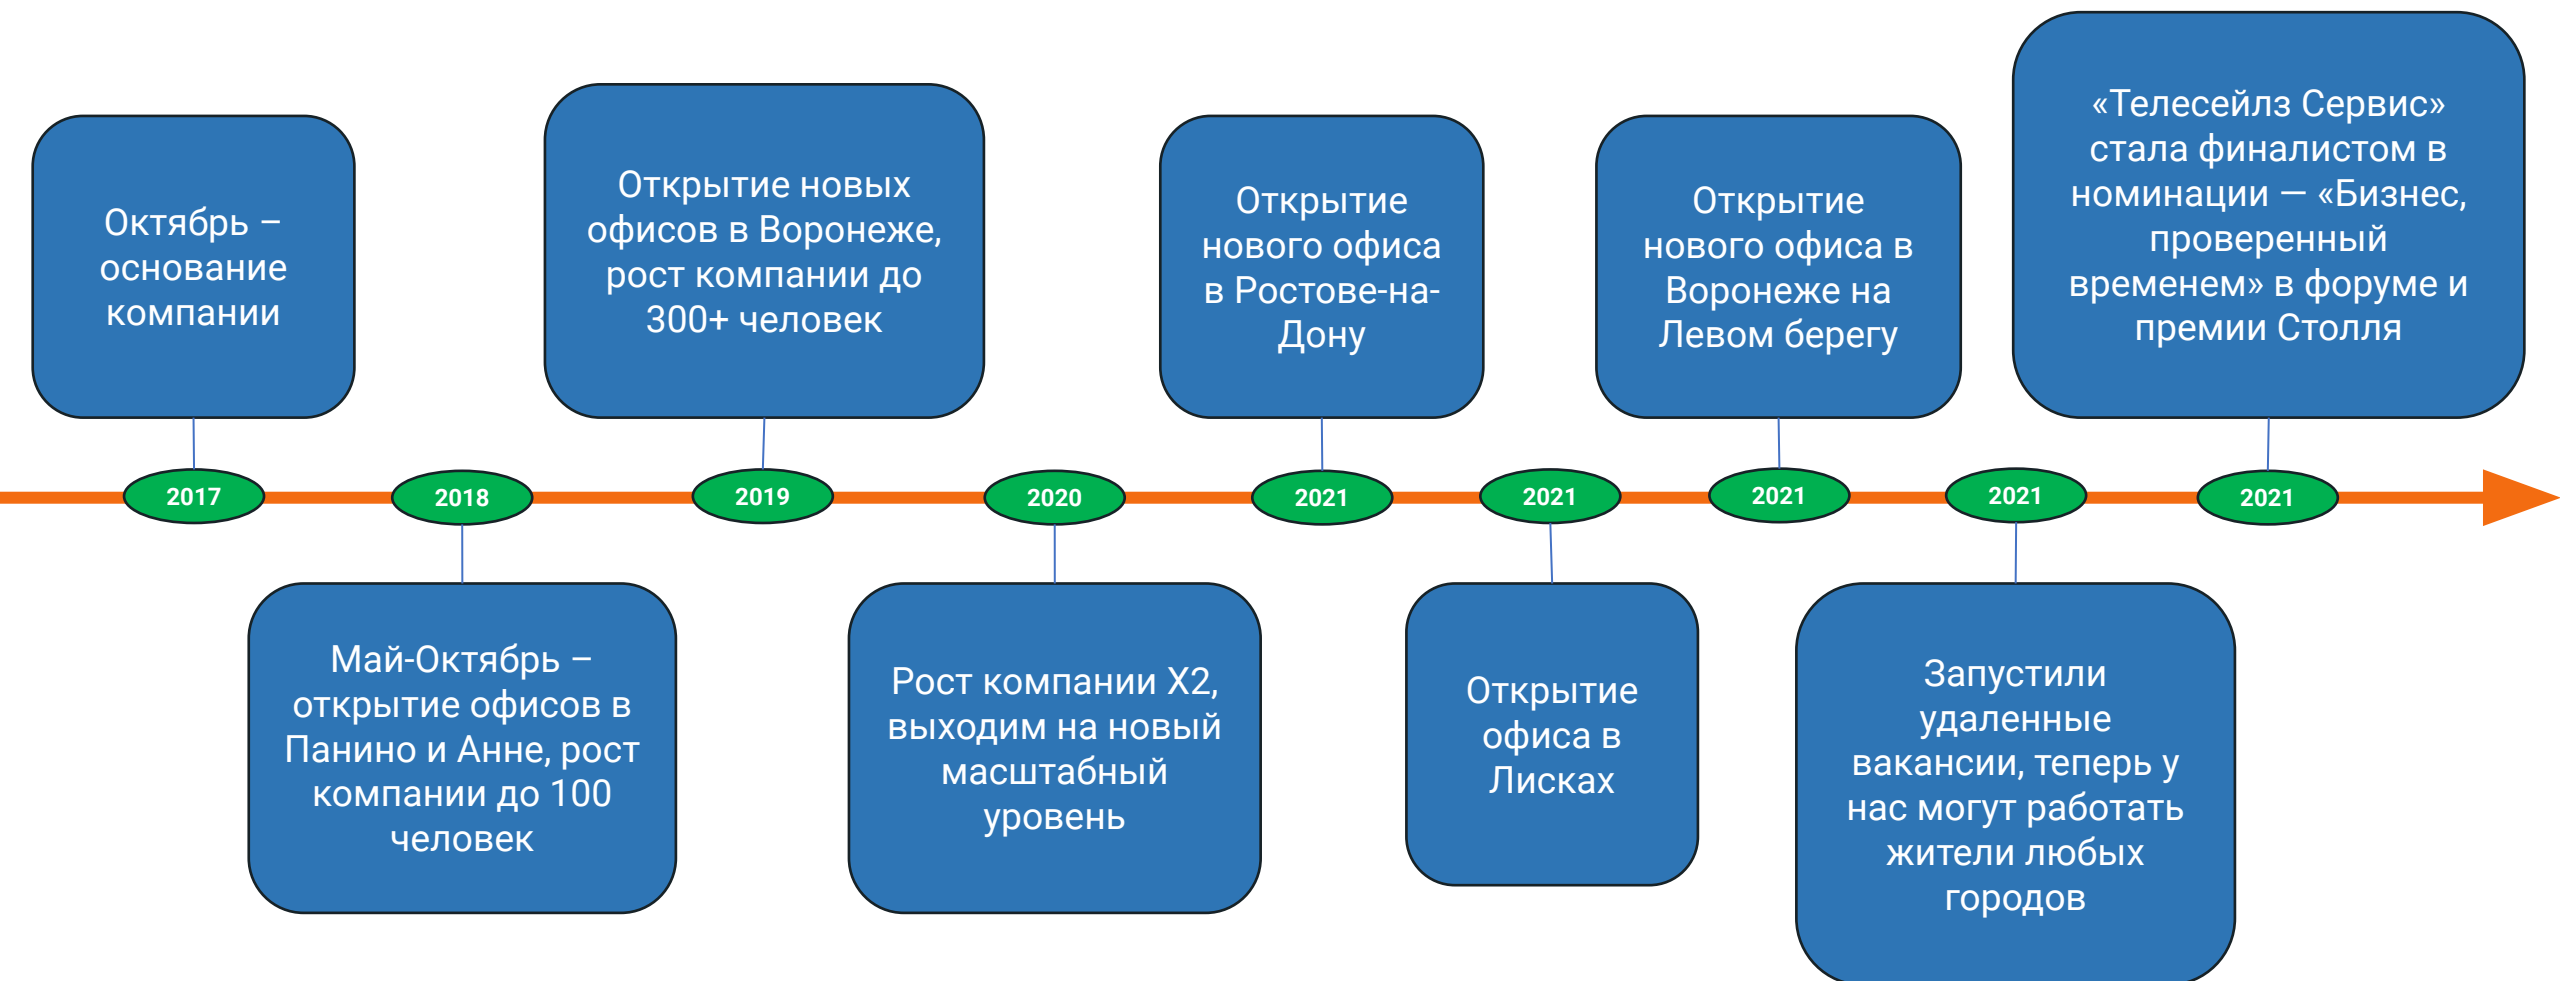 Октябрь –
основание
компании
2017
Май-Октябрь –
открытие офисов в
Панино и Анне, рост
компании до 100
человек
2018
Открытие новых
офисов в Воронеже,
рост компании до
300+ человек
2019
Рост компании Х2,
выходим на новый
масштабный
уровень
2020
Открытие
нового офиса
в Ростове-на-
Дону
2021
Открытие
офиса в
Лисках
2021
Открытие
нового офиса в
Воронеже на
Левом берегу
2021
Запустили
удаленные
вакансии, теперь у
нас могут работать
жители любых
городов
2021
«Телесейлз Сервис»
стала финалистом в
номинации — «Бизнес,
проверенный
временем» в форуме и
премии Столля
2021